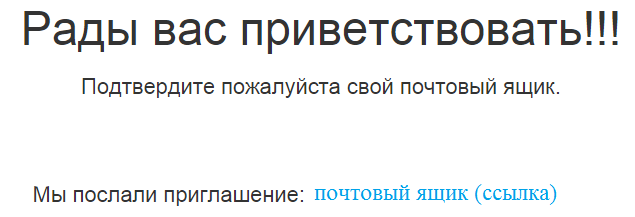 Рады вас приветствовать!!!
Подтвердите пожалуйста свой почтовый ящик.
Мы послали приглашение: почтовый ящик (ссылка)